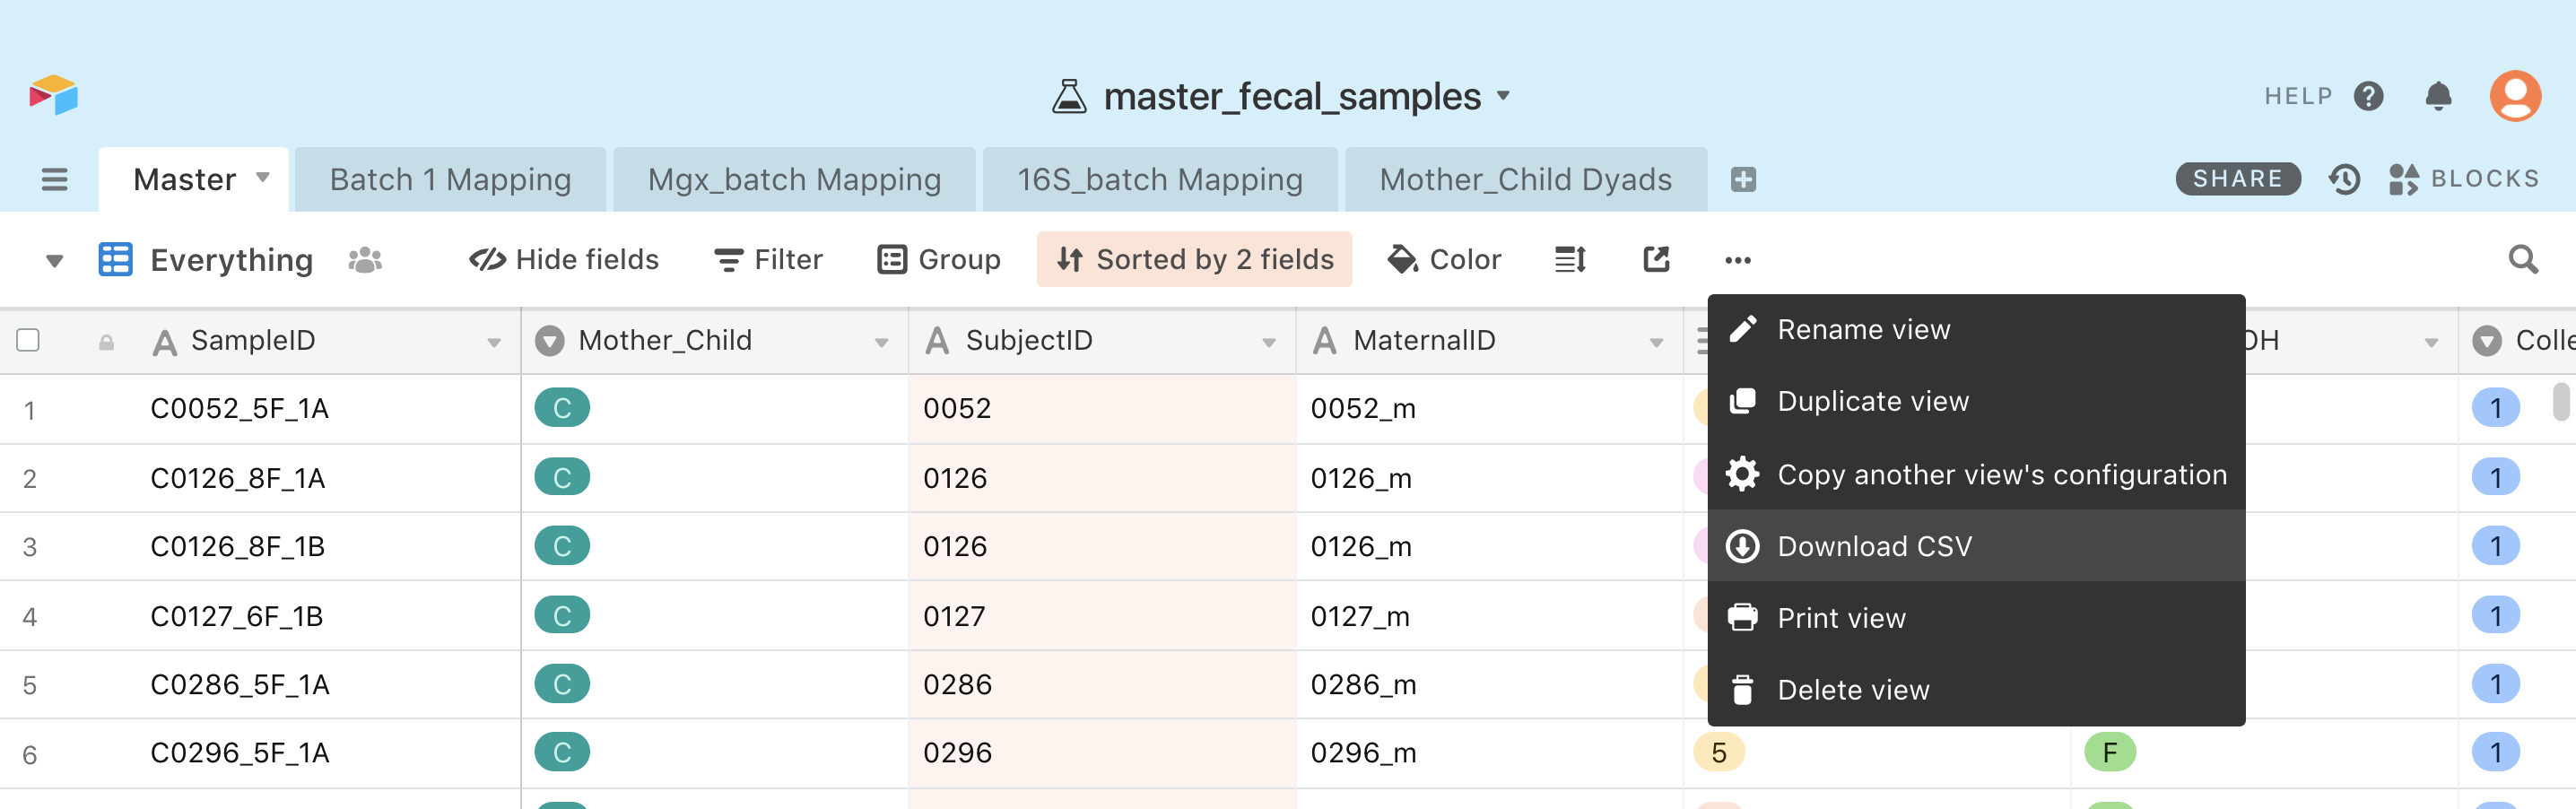 master_fecal_samples
HELP
Master
Batch 1 Mapping
Mgx_batch Mapping
16S_batch Mapping
Mother_Child Dyads
SHARE
BLOCKS
Everything
Hide fields
Filter
Group
Sorted by 2 fields
Color
SampleID
Mother_Child
SubjectID
MaternalID
OH
Colle
Rename view
Duplicate view
Copy another view's configuration
Download CSV
Print view
Delete view
1 C0052_5F_1A C 0052 0052_m 1
2 C0126_8F_1A C 0126 0126_m 1
3 C0126_8F_1B C 0126 0126_m 1
4 C0127_6F_1B C 0127 0127_m 1
5 C0286_5F_1A C 0286 0286_m 1
6 C0296_5F_1A C 0296 0296_m 5 F 1